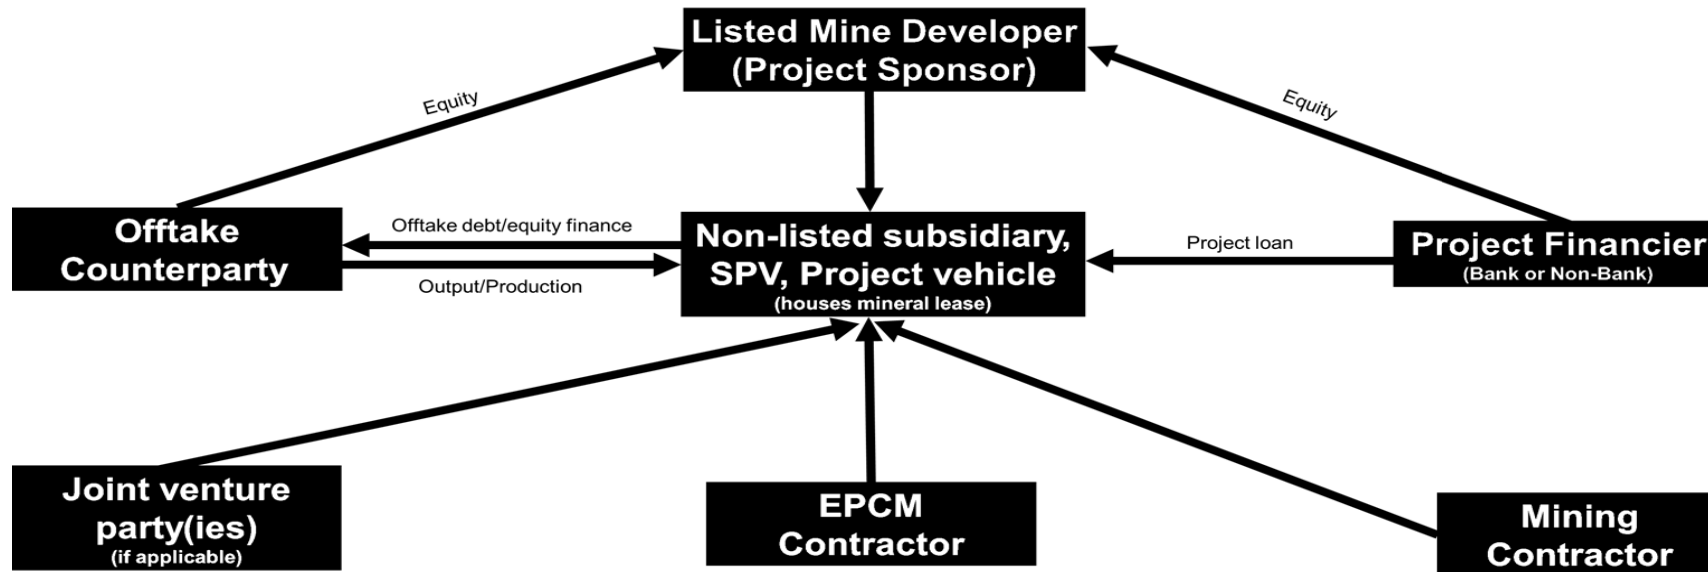 Listed Mine Developer
(Project Sponsor)
Equity
Equity
Offtake
Counterparty
Offtake debt/equity finance
Output/Production
Non-listed subsidiary,
SPV, Project vehicle
(houses mineral lease)
Project loan
Project Financier
(Bank or Non-Bank)
Joint venture
party(ies)
(if applicable)
EPCM
Contractor
Mining
Contractor